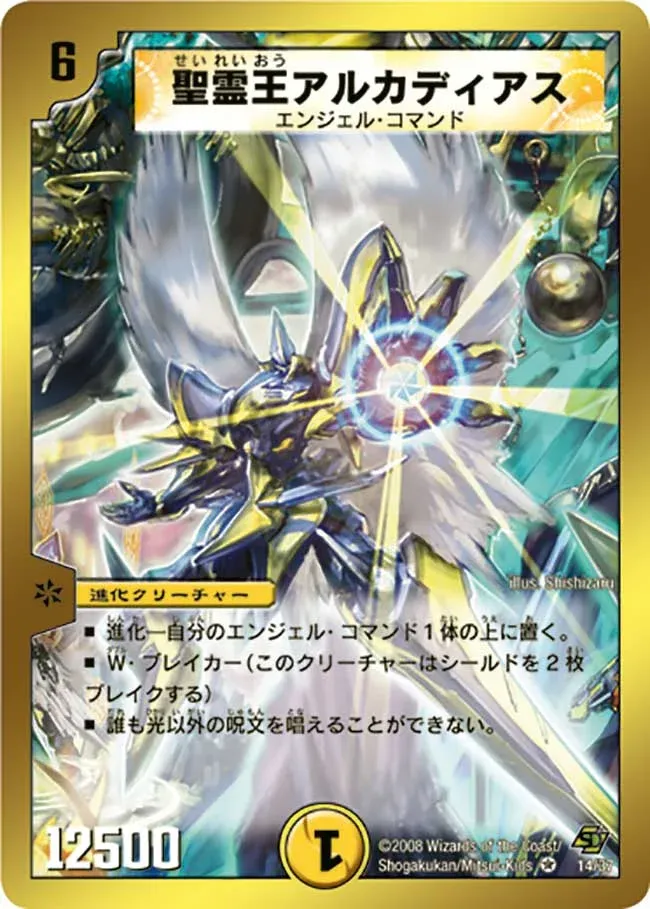 6
せいれいおう
聖霊王アルカディアス
エンジェル・コマンド
illus. Shishizaru
進化クリーチャー
■ 進化—自分のエンジェル・コマンド1体の上に置く。
■ W・ブレイカー(このクリーチャーはシールドを2枚
ブレイクする)
■ 誰も光以外の呪文を唱えることができない。
12500
1
©2008 Wizards of the Coast/
Shogakukan/Mitsui-Kids
14/37